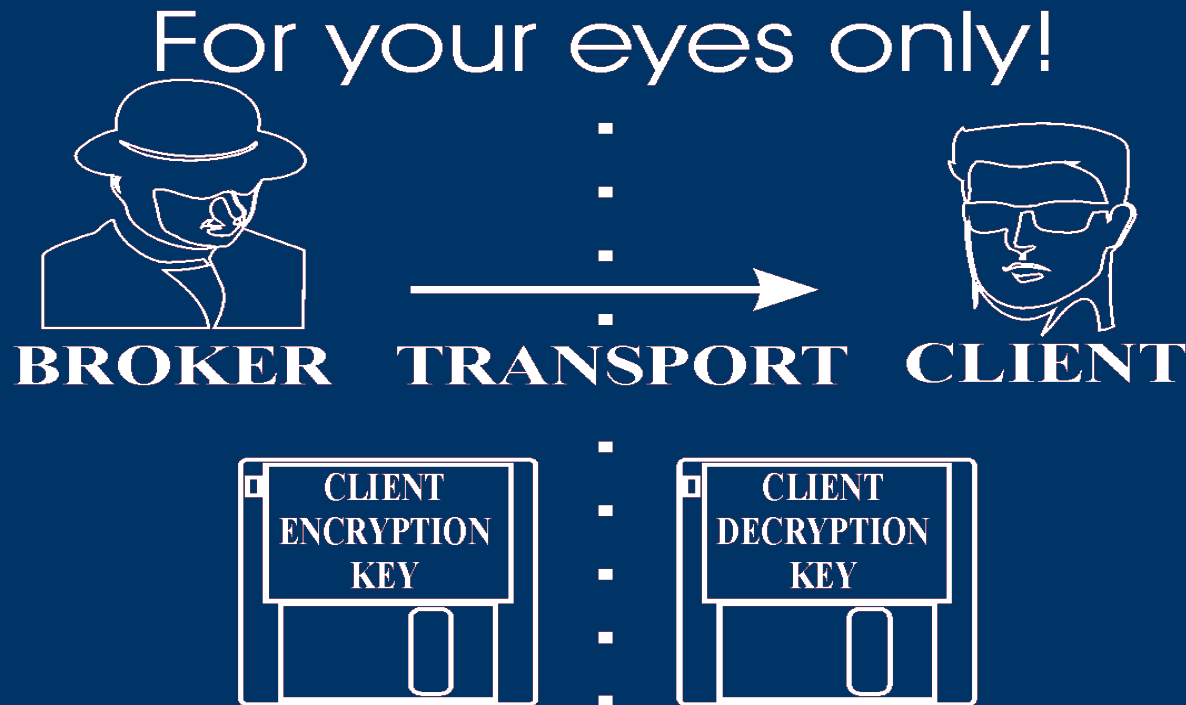 For your eyes only!
BROKER TRANSPORT CLIENT
CLIENT
ENCRYPTION
KEY
CLIENT
DECRYPTION
KEY